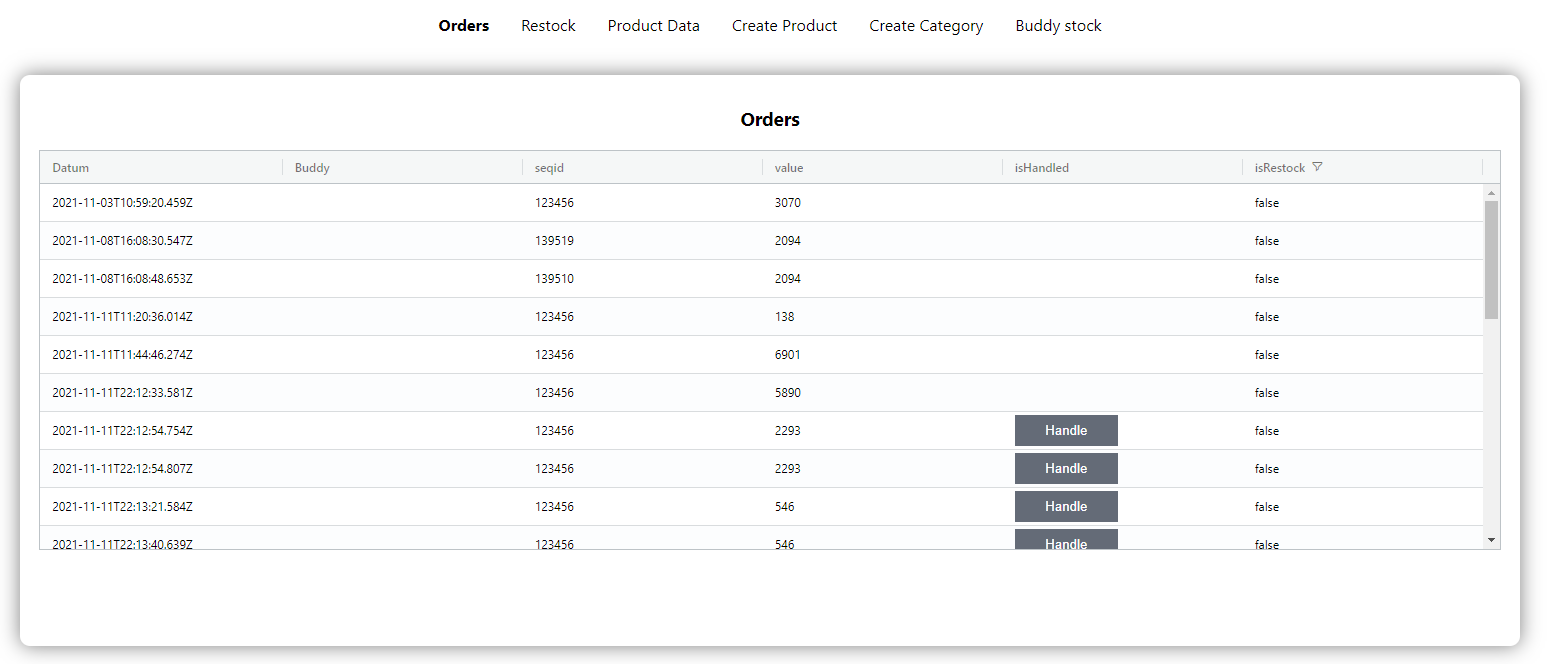 Orders Restock Product Data Create Product Create Category Buddy stock
Orders
Datum Buddy seqid value isHandled isRestock
2021-11-03T10:59:20.459Z 123456 3070 false
2021-11-08T16:08:30.547Z 139519 2094 false
2021-11-08T16:08:48.653Z 139510 2094 false
2021-11-11T11:20:36.014Z 123456 138 false
2021-11-11T11:44:46.274Z 123456 6901 false
2021-11-11T22:12:33.581Z 123456 5890 false
2021-11-11T22:12:54.754Z 123456 2293 Handle false
2021-11-11T22:12:54.807Z 123456 2293 Handle false
2021-11-11T22:13:21.584Z 123456 546 Handle false
2021-11-11T22:13:40.639Z 123456 546 Handle false